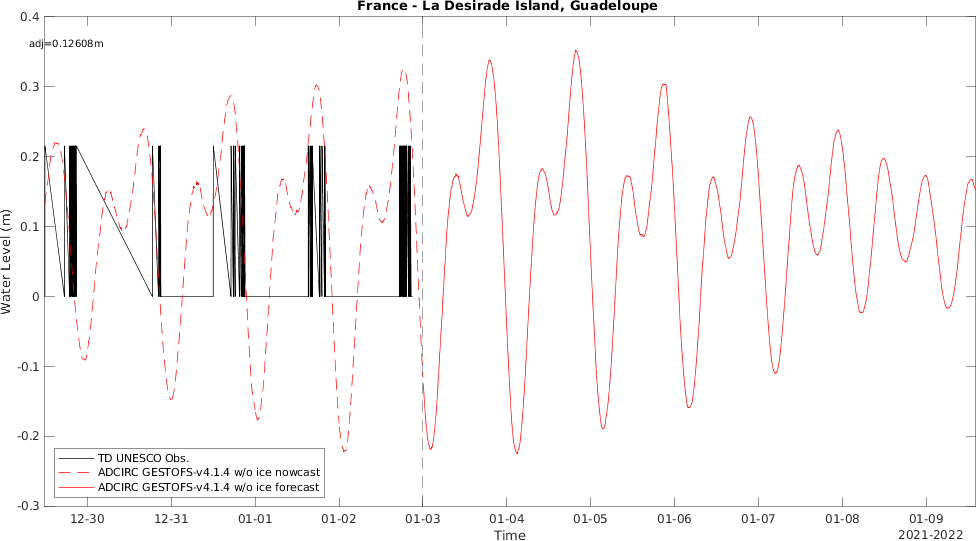 France - La Desirade Island, Guadeloupe
adj=0.12608m
0.4
0.3
0.2
0.1
0
-0.1
-0.2
-0.3
Water Level (m)
TD UNESCO Obs.
ADCIRC GESTOFS-v4.1.4 w/o ice nowcast
ADCIRC GESTOFS-v4.1.4 w/o ice forecast
12-30 12-31 01-01 01-02 01-03 01-04 01-05 01-06 01-07 01-08 01-09
Time
2021-2022